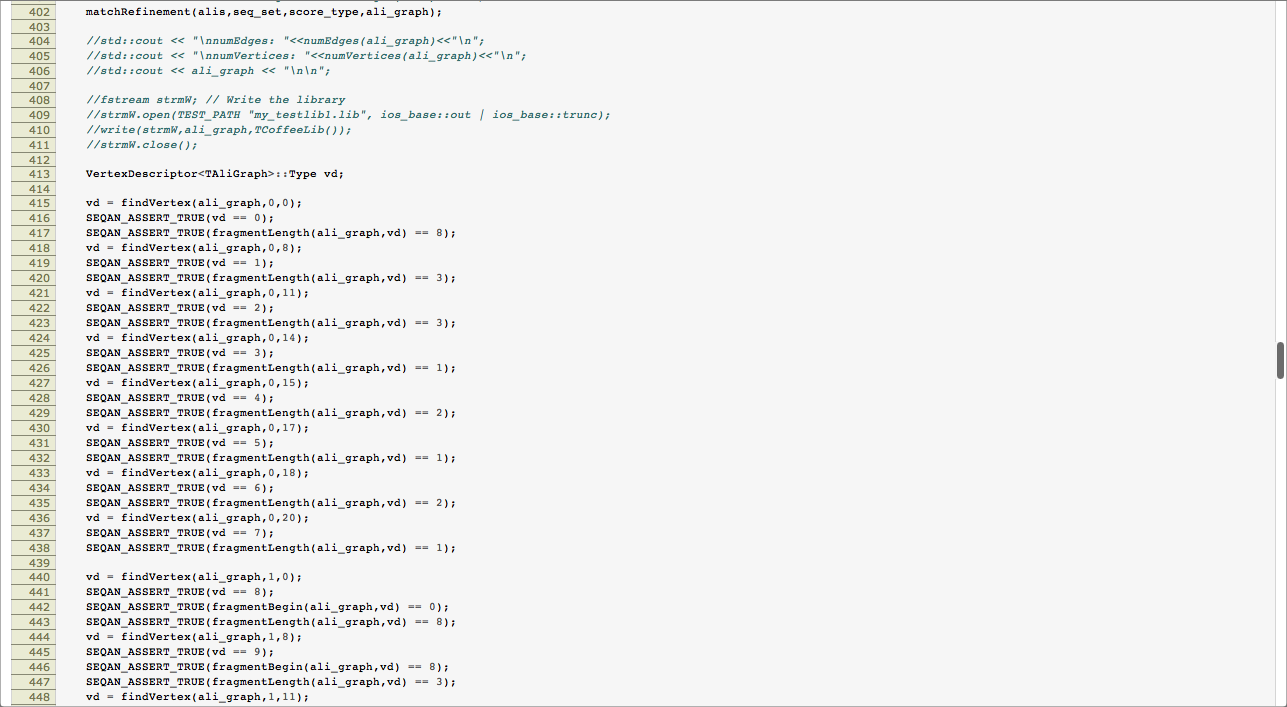 402 matchRefinement(alis,seq_set,score_type,ali_graph);
403
404 //std::cout << "\nnumEdges: "<<numEdges(ali_graph)<<"\n";
405 //std::cout << "\nnumVertices: "<<numVertices(ali_graph)<<"\n";
406 //std::cout << ali_graph << "\n\n";
407
408 //fstream strmW; // Write the library
409 //strmW.open(TEST_PATH "my_testlib1.lib", ios_base::out | ios_base::trunc);
410 //write(strmW,ali_graph,TCoffeeLib());
411 //strmW.close();
412
413 VertexDescriptor<TAliGraph>::Type vd;
414
415 vd = findVertex(ali_graph,0,0);
416 SEQAN_ASSERT_TRUE(vd == 0);
417 SEQAN_ASSERT_TRUE(fragmentLength(ali_graph,vd) == 8);
418 vd = findVertex(ali_graph,0,8);
419 SEQAN_ASSERT_TRUE(vd == 1);
420 SEQAN_ASSERT_TRUE(fragmentLength(ali_graph,vd) == 3);
421 vd = findVertex(ali_graph,0,11);
422 SEQAN_ASSERT_TRUE(vd == 2);
423 SEQAN_ASSERT_TRUE(fragmentLength(ali_graph,vd) == 3);
424 vd = findVertex(ali_graph,0,14);
425 SEQAN_ASSERT_TRUE(vd == 3);
426 SEQAN_ASSERT_TRUE(fragmentLength(ali_graph,vd) == 1);
427 vd = findVertex(ali_graph,0,15);
428 SEQAN_ASSERT_TRUE(vd == 4);
429 SEQAN_ASSERT_TRUE(fragmentLength(ali_graph,vd) == 2);
430 vd = findVertex(ali_graph,0,17);
431 SEQAN_ASSERT_TRUE(vd == 5);
432 SEQAN_ASSERT_TRUE(fragmentLength(ali_graph,vd) == 1);
433 vd = findVertex(ali_graph,0,18);
434 SEQAN_ASSERT_TRUE(vd == 6);
435 SEQAN_ASSERT_TRUE(fragmentLength(ali_graph,vd) == 2);
436 vd = findVertex(ali_graph,0,20);
437 SEQAN_ASSERT_TRUE(vd == 7);
438 SEQAN_ASSERT_TRUE(fragmentLength(ali_graph,vd) == 1);
439
440 vd = findVertex(ali_graph,1,0);
441 SEQAN_ASSERT_TRUE(vd == 8);
442 SEQAN_ASSERT_TRUE(fragmentBegin(ali_graph,vd) == 0);
443 SEQAN_ASSERT_TRUE(fragmentLength(ali_graph,vd) == 8);
444 vd = findVertex(ali_graph,1,8);
445 SEQAN_ASSERT_TRUE(vd == 9);
446 SEQAN_ASSERT_TRUE(fragmentBegin(ali_graph,vd) == 8);
447 SEQAN_ASSERT_TRUE(fragmentLength(ali_graph,vd) == 3);
448 vd = findVertex(ali_graph,1,11);